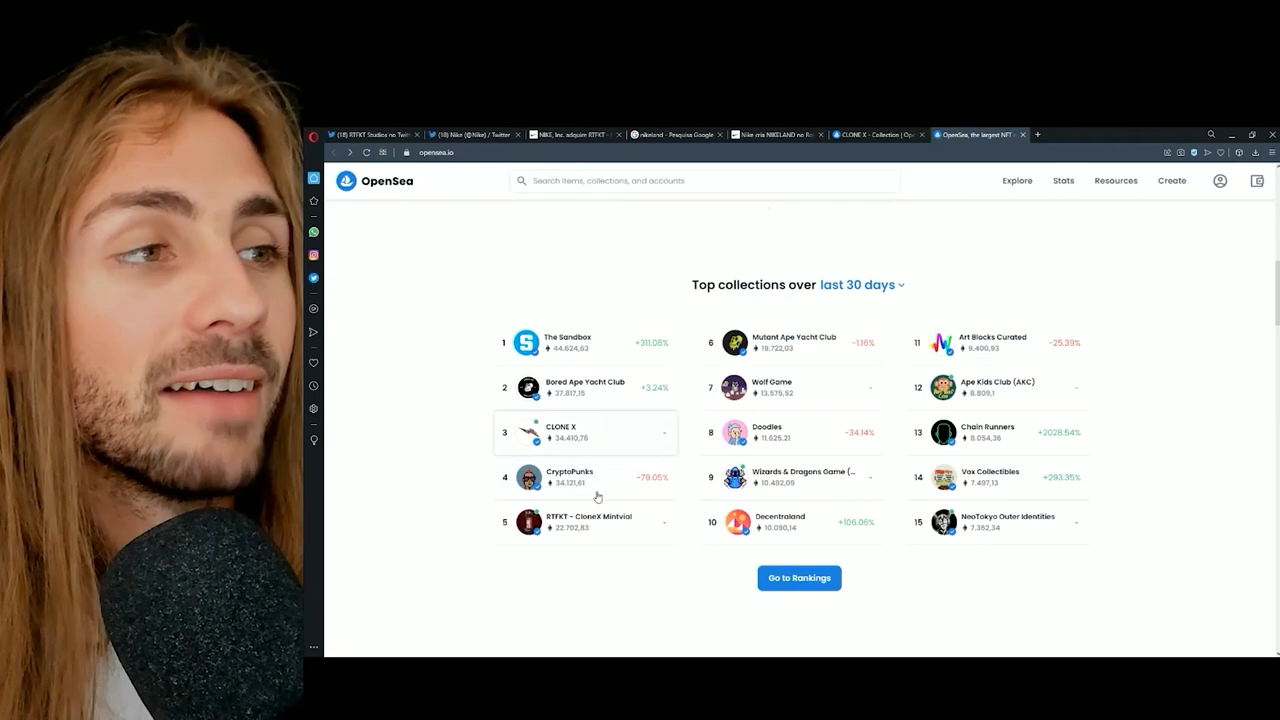 (18) RTFKT Studios no Twitt
(18) Nike (@Nike) / Twitter
NIKE, Inc. adquire RTFKT -
nikeland - Pesquisa Google
Nike cria NIKELAND no Ro
CLONE X - Collection | Ope
OpenSea, the largest NFT
opensea.io
OpenSea
Search items, collections, and accounts
Explore
Stats
Resources
Create
Top collections over last 30 days
1
The Sandbox
44.624,63
+311.06%
2
Bored Ape Yacht Club
37.817,15
+3.24%
3
CLONE X
34.410,76
-
4
CryptoPunks
34.121,61
-79.05%
5
RTFKT - CloneX Mintvial
22.702,83
-
6
Mutant Ape Yacht Club
19.722,03
-1.16%
7
Wolf Game
13.575,52
-
8
Doodles
11.625,21
-34.14%
9
Wizards & Dragons Game (...
10.492,09
-
10
Decentraland
10.090,14
+106.06%
11
Art Blocks Curated
9.400,93
-25.39%
12
Ape Kids Club (AKC)
8.809,1
-
13
Chain Runners
8.054,36
+2028.54%
14
Vox Collectibles
7.497,13
+293.35%
15
NeoTokyo Outer Identities
7.352,34
-
Go to Rankings